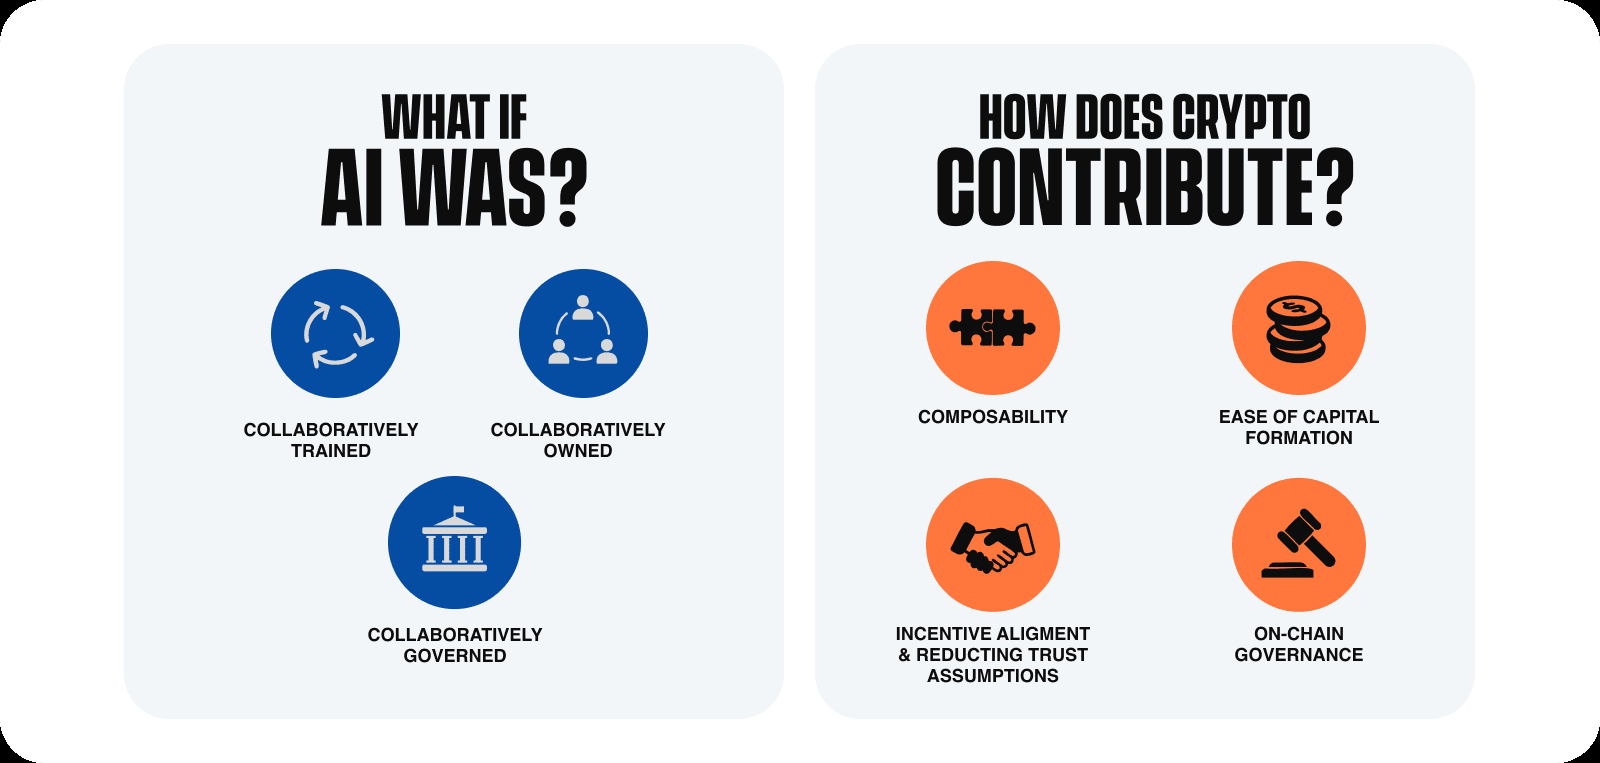 WHAT IF
AI WAS?
COLLABORATIVELY
TRAINED
COLLABORATIVELY
OWNED
COLLABORATIVELY
GOVERNED
HOW DOES CRYPTO
CONTRIBUTE?
COMPOSABILITY
EASE OF CAPITAL
FORMATION
INCENTIVE ALIGMENT
& REDUCTING TRUST
ASSUMPTIONS
ON-CHAIN
GOVERNANCE